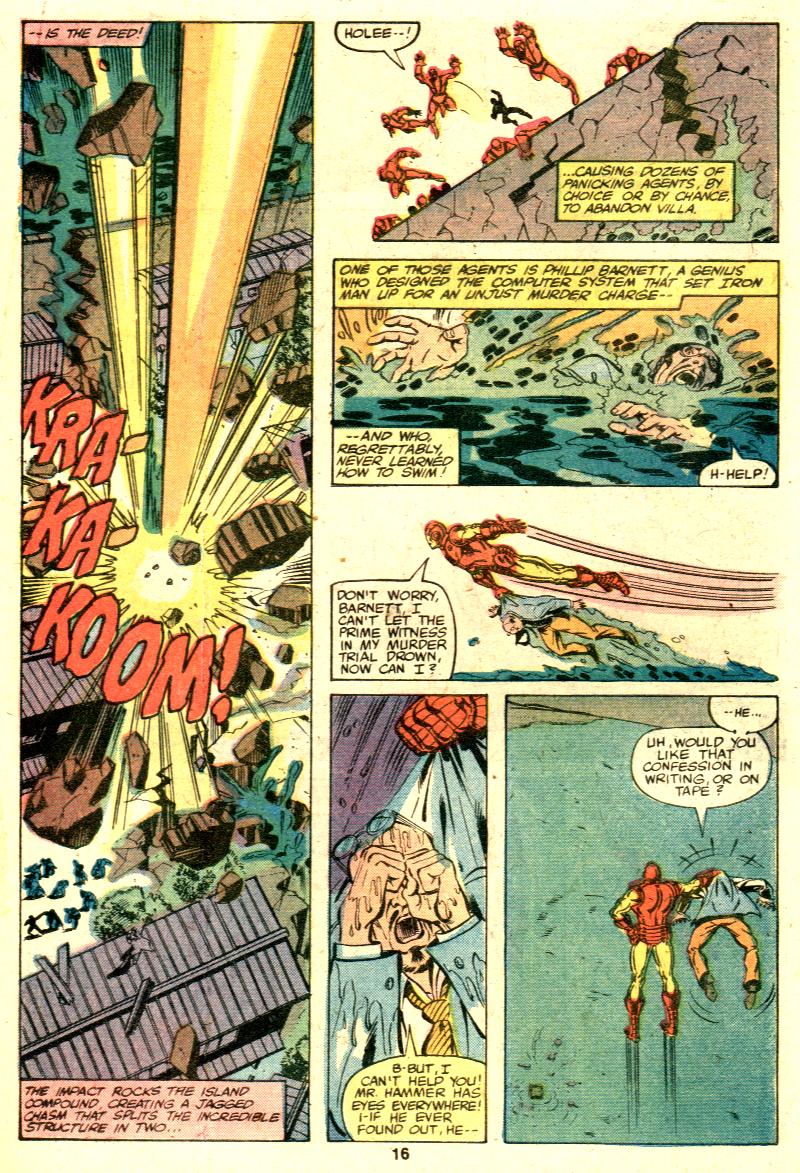 --IS THE DEED!
KRA-
KA
KOOM!
THE IMPACT ROCKS THE ISLAND
COMPOUND, CREATING A JAGGED
CHASM THAT SPLITS THE INCREDIBLE
STRUCTURE IN TWO...
HOLEE--!
...CAUSING DOZENS OF
PANICKING AGENTS, BY
CHOICE OR BY CHANCE,
TO ABANDON VILLA.
ONE OF THOSE AGENTS IS PHILLIP BARNETT, A GENIUS
WHO DESIGNED THE COMPUTER SYSTEM THAT SET IRON
MAN UP FOR AN UNJUST MURDER CHARGE--
--AND WHO,
REGRETTABLY,
NEVER LEARNED
HOW TO SWIM!
H-HELP!
DON'T WORRY,
BARNETT, I
CAN'T LET THE
PRIME WITNESS
IN MY MURDER
TRIAL DROWN,
NOW CAN I?
B-BUT, I
CAN'T HELP YOU!
MR. HAMMER HAS
EYES EVERYWHERE!
I-IF HE EVER
FOUND OUT, HE--
--HE...
UH, WOULD YOU
LIKE THAT
CONFESSION IN
WRITING, OR ON
TAPE?
16